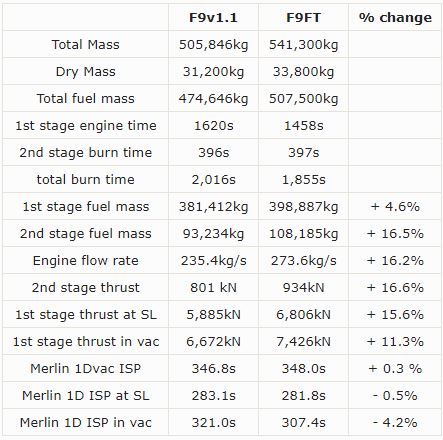 F9v1.1 F9FT % change
Total Mass 505,846kg 541,300kg
Dry Mass 31,200kg 33,800kg
Total fuel mass 474,646kg 507,500kg
1st stage engine time 1620s 1458s
2nd stage burn time 396s 397s
total burn time 2,016s 1,855s
1st stage fuel mass 381,412kg 398,887kg + 4.6%
2nd stage fuel mass 93,234kg 108,185kg + 16.5%
Engine flow rate 235.4kg/s 273.6kg/s + 16.2%
2nd stage thrust 801 kN 934kN + 16.6%
1st stage thrust at SL 5,885kN 6,806kN + 15.6%
1st stage thrust in vac 6,672kN 7,426kN + 11.3%
Merlin 1Dvac ISP 346.8s 348.0s + 0.3 %
Merlin 1D ISP at SL 283.1s 281.8s - 0.5%
Merlin 1D ISP in vac 321.0s 307.4s - 4.2%